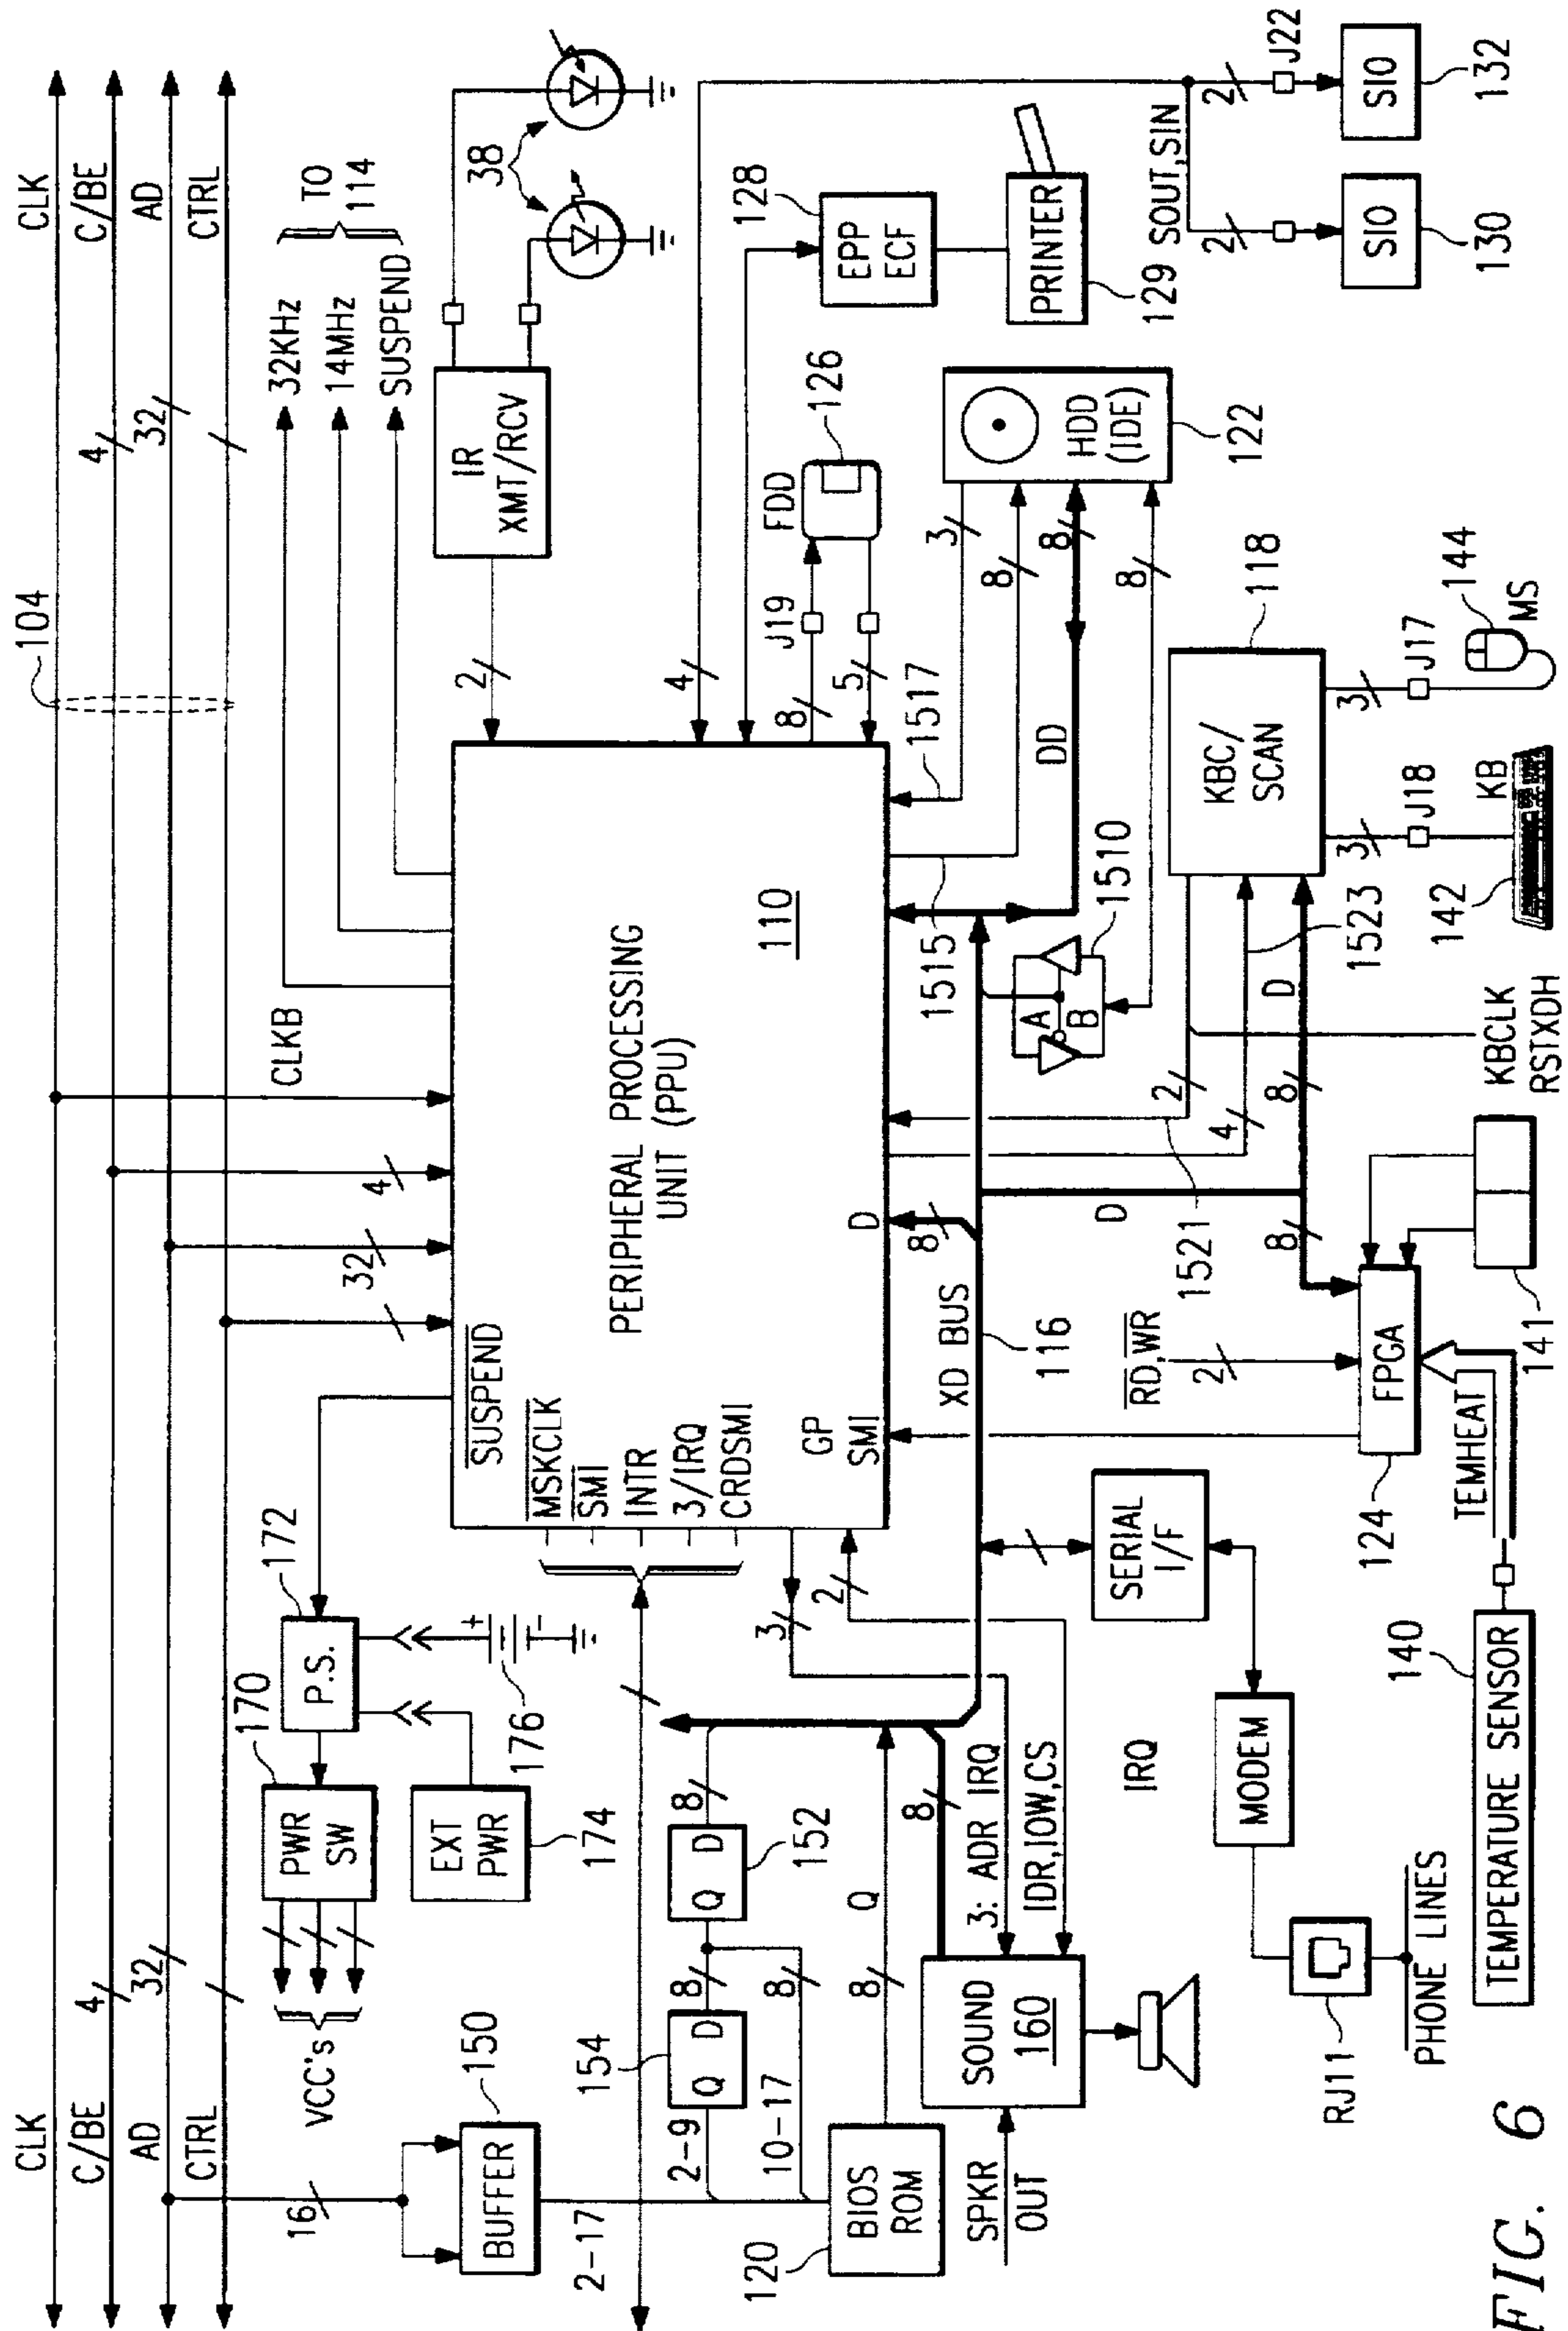 CLK
C/BE
AD
CTRL
4
32
16
104
CLK
C/BE
AD
CTRL
4
32
VCC's
PWR
SW
170
P.S.
172
EXT
PWR
174
176
+
-
BUFFER
150
2-17
154
Q D
2-9
8
Q D
152
8
10-17
8
BIOS
ROM
120
Q
8
SPKR
OUT
SOUND
160
8
3: ADR IRQ
IDR,IOW,CS
3
2
IRQ
SUSPEND
MSKCLK
SMI
INTR
3/IRQ
CRDSMI
GP
SMI
D
8
PERIPHERAL PROCESSING
UNIT (PPU)
110
32
4
CLKB
32KHz
14MHz
SUSPEND
TO
114
IR
XMT/RCV
2
38
4
8
J19
5
FDD
126
EPP
ECF
128
PRINTER
129
SOUT,SIN
2
2
J22
SIO
130
SIO
132
1517
1515
3
8
8
8
DD
HDD
(IDE)
122
1510
A
B
XD BUS
116
D
8
8
D
2
4
1521
1523
KBC/
SCAN
118
3
3
J18
J17
KB
142
MS
144
KBCLK
RSTXDH
141
RD,WR
2
FPGA
124
TEMHEAT
SERIAL
I/F
MODEM
RJ11
PHONE LINES
TEMPERATURE SENSOR
140
FIG. 6